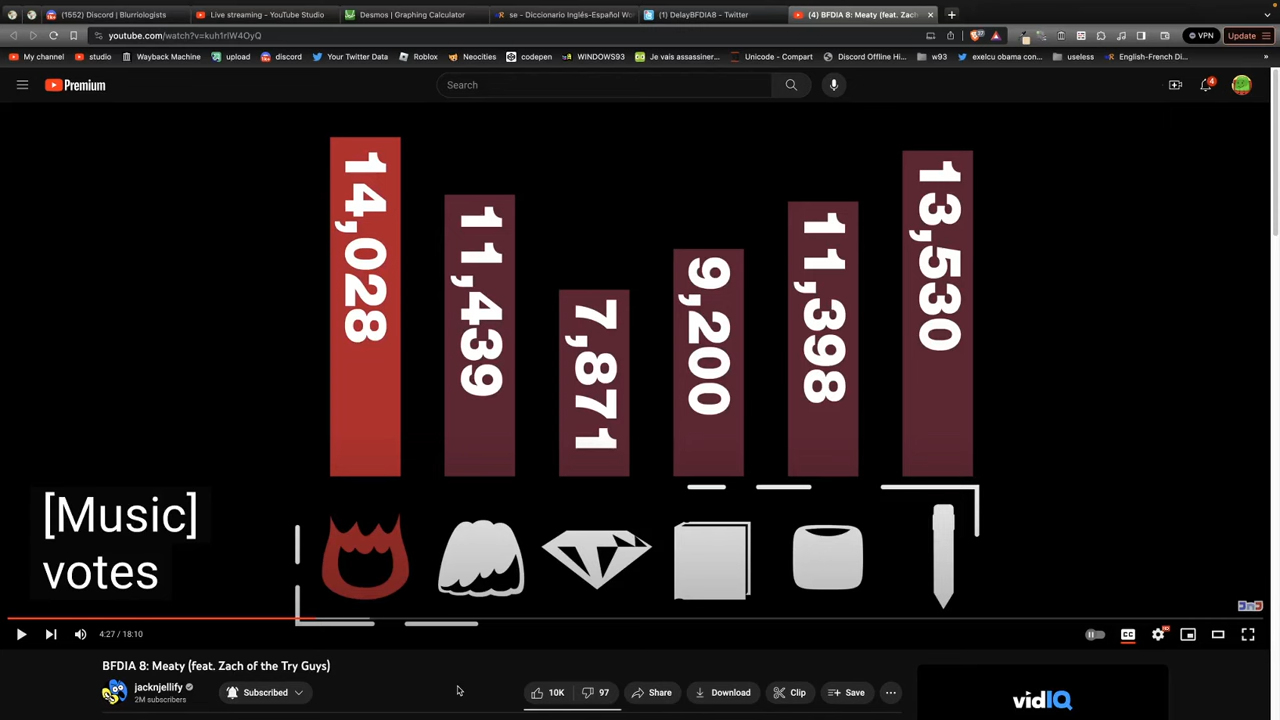 (1552) Discord | Blurriologists
Live streaming - YouTube Studio
Desmos | Graphing Calculator
se - Diccionario Inglés-Español Wo
(1) DelayBFDIA8 - Twitter
(4) BFDIA 8: Meaty (feat. Zach
youtube.com/watch?v=kuh1rlW4OyQ
VPN
Update
My channel
studio
Wayback Machine
upload
discord
Your Twitter Data
Roblox
Neocities
codepen
WINDOWS93
Je vais assassiner...
Unicode - Compart
Discord Offline Hi...
w93
exelcu obama con...
useless
English-French Di...
»
Premium
Search
4
14,028
11,439
7,871
9,200
11,398
13,530
[Music]
votes
4:27 / 18:10
CC
BFDIA 8: Meaty (feat. Zach of the Try Guys)
jacknjellify
2M subscribers
Subscribed
10K
97
Share
Download
Clip
Save
vidIQ